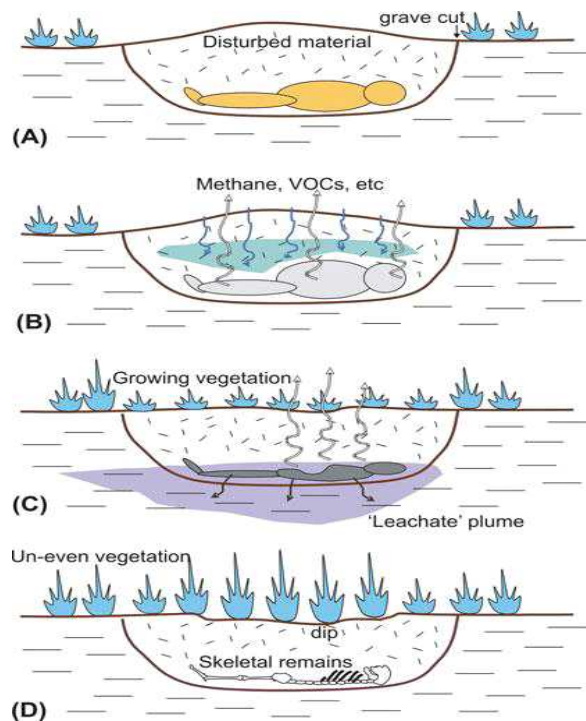 grave cut
Disturbed material
(A)
Methane, VOCs, etc
(B)
Growing vegetation
(C)
'Leachate' plume
Un-even vegetation
dip
Skeletal remains
(D)